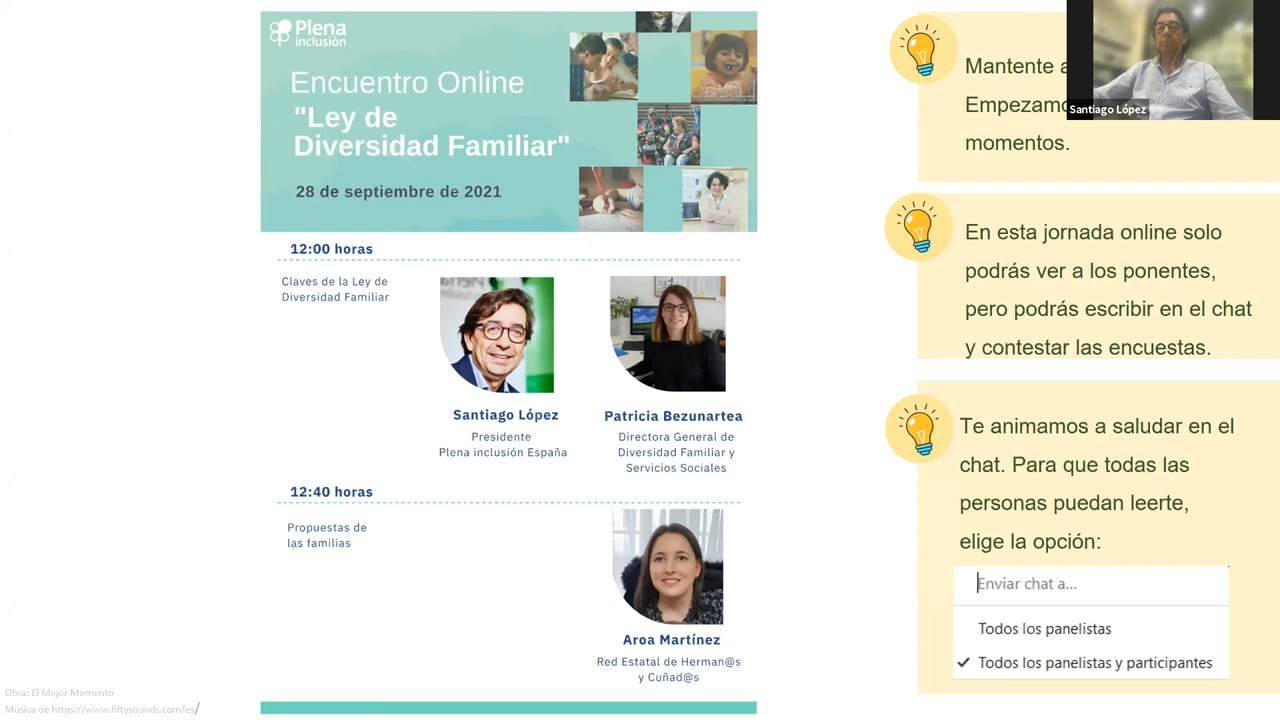 Plena
inclusión
Encuentro Online
"Ley de
Diversidad Familiar"
28 de septiembre de 2021
12:00 horas
Claves de la Ley de
Diversidad Familiar
Santiago López
Presidente
Plena inclusión España
Patricia Bezunartea
Directora General de
Diversidad Familiar y
Servicios Sociales
12:40 horas
Propuestas de
las familias
Aroa Martínez
Red Estatal de Herman@s
y Cuñad@s
Obra: El Mejor Momento
Música de https://www.fiftysounds.com/es/
Mantente
momentos.
Santiago López
En esta jornada online solo
podrás ver a los ponentes,
pero podrás escribir en el chat
y contestar las encuestas.
Te animamos a saludar en el
chat. Para que todas las
personas puedan leerte,
elige la opción:
Enviar chat a...
Todos los panelistas
Todos los panelistas y participantes